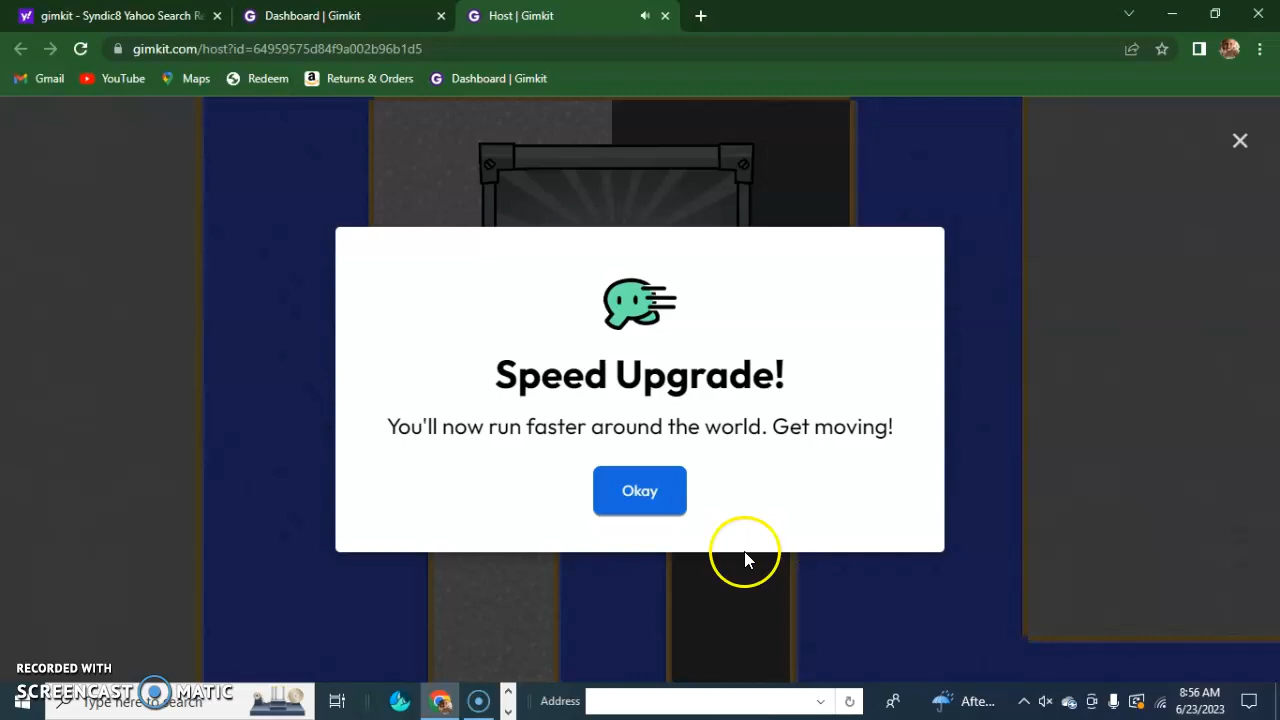 gimkit - Syndic8 Yahoo Search Re
Dashboard | Gimkit
Host | Gimkit
gimkit.com/host?id=64959575d84f9a002b96b1d5
Gmail
YouTube
Maps
Redeem
Returns & Orders
Dashboard | Gimkit
Speed Upgrade!
You'll now run faster around the world. Get moving!
Okay
RECORDED WITH
SCREENCAST MATIC
Type here to search
Address
Afte...
8:56 AM
6/23/2023